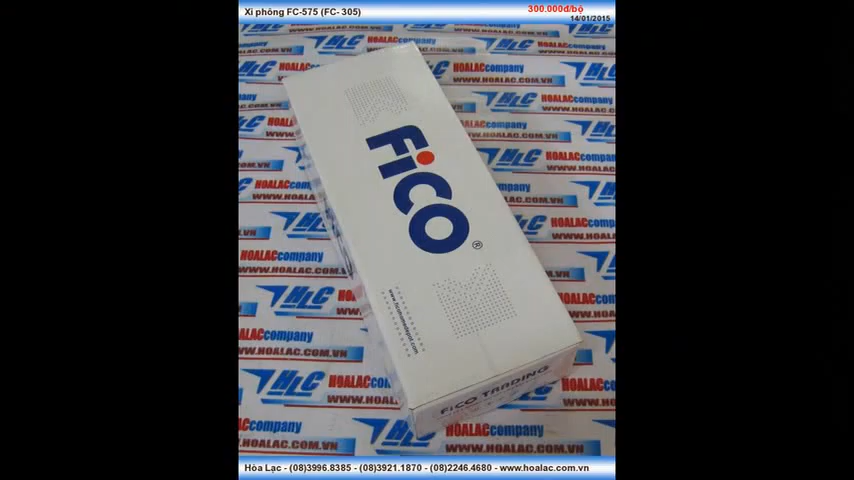 Xi phông FC-575 (FC- 305)
300.000đ/bộ
14/01/2015
HLC
HOALACcompany
WWW.HOALAC.COM.VN
FiCO®
FiCO TRADING
Hòa Lạc - (08)3996.8385 - (08)3921.1870 - (08)2246.4680 - www.hoalac.com.vn